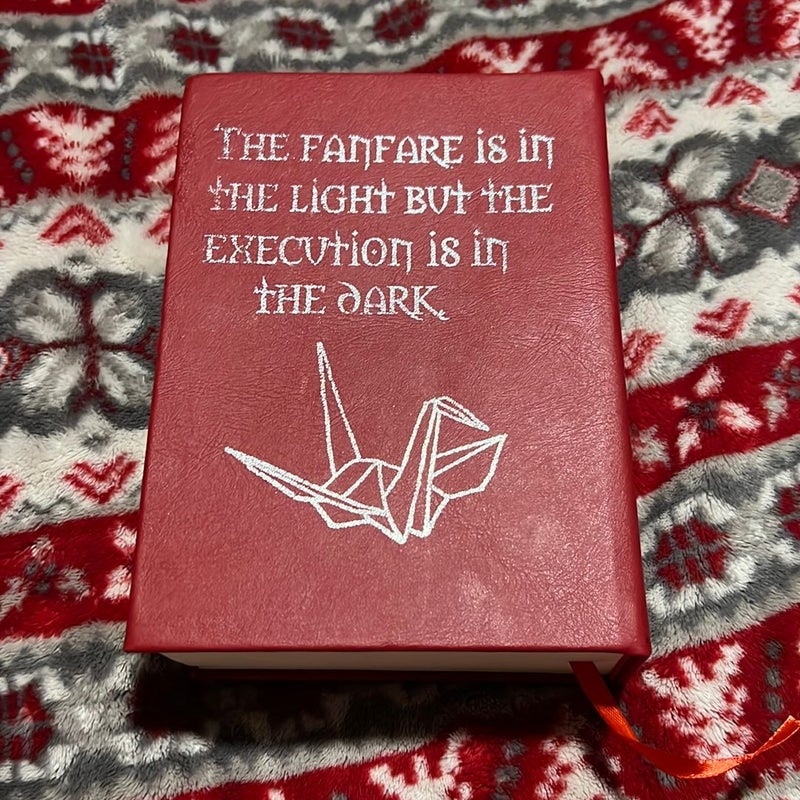 The fanfare is in
the light but the
execution is in
the dark